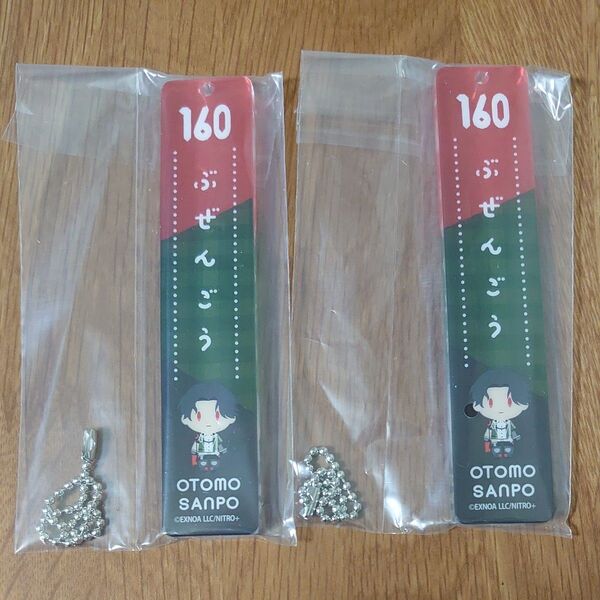 160
ぶぜんごう
OTOMO
SANPO
©EXNOA LLC/NITRO+
160
ぶぜんごう
OTOMO
SANPO
©EXNOA LLC/NITRO+